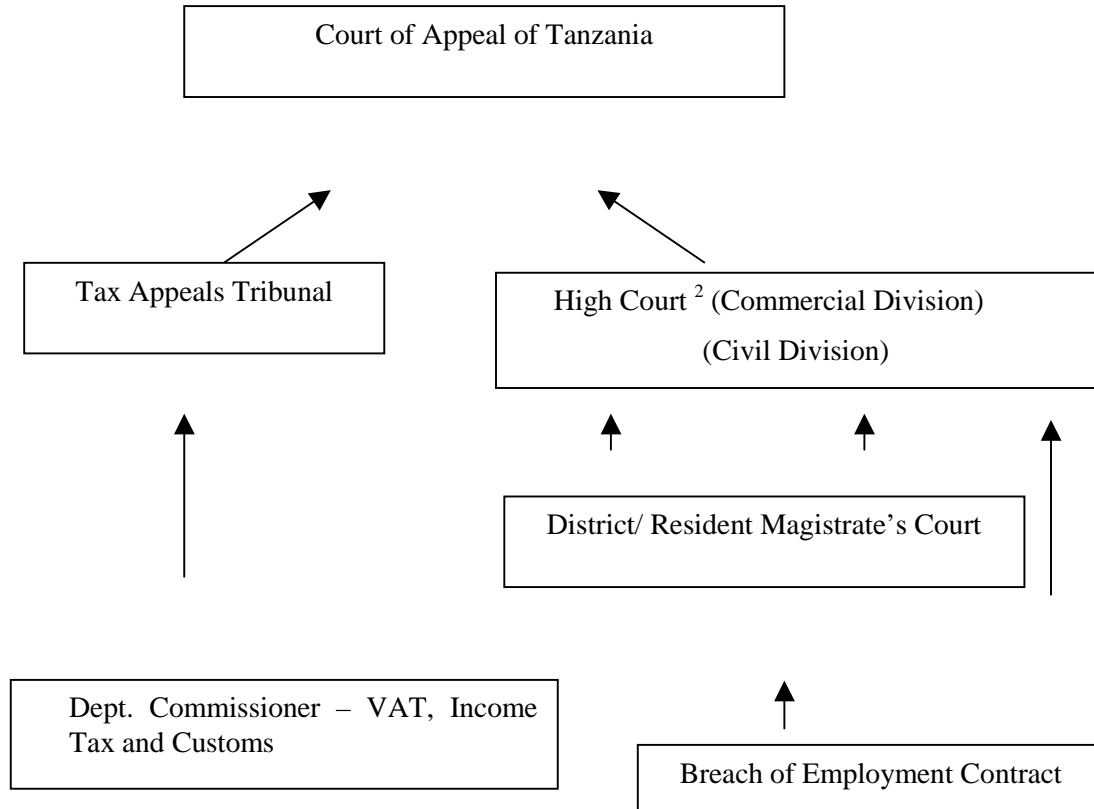 Court of Appeal of Tanzania
Tax Appeals Tribunal
High Court ² (Commercial Division)
(Civil Division)
District/ Resident Magistrate’s Court
Dept. Commissioner – VAT, Income
Tax and Customs
Breach of Employment Contract